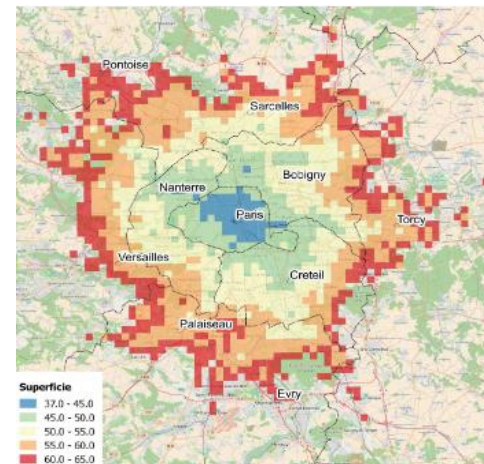 Pontoise
Sarcelles
Bobigny
Nanterre
Paris
Torcy
Versailles
Creteil
Palaiseau
Evry
Superficie
37.0 - 45.0
45.0 - 50.0
50.0 - 55.0
55.0 - 60.0
60.0 - 65.0